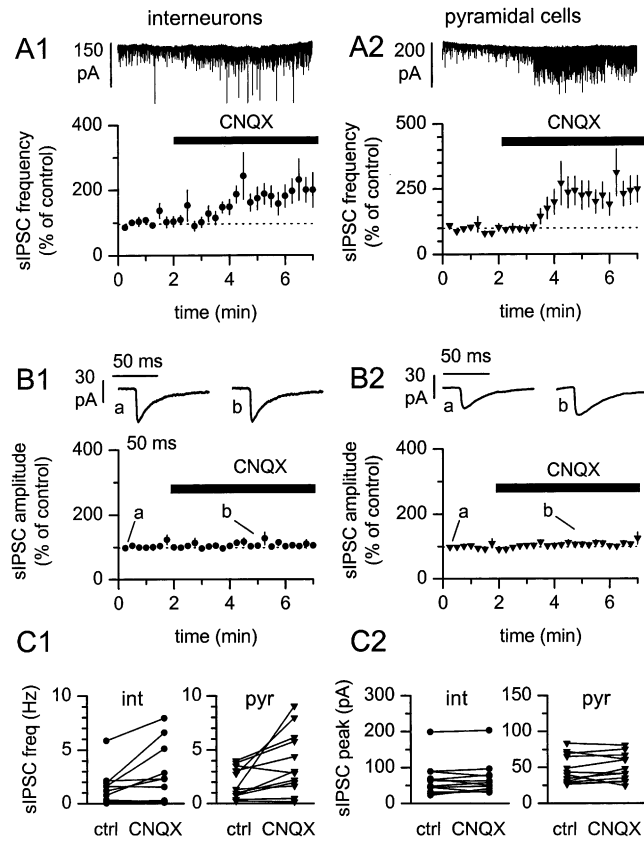 interneurons
pyramidal cells
A1
150
pA
A2
200
pA
CNQX
sIPSC frequency
(% of control)
400
200
0
0 2 4 6
time (min)
CNQX
sIPSC frequency
(% of control)
500
250
0
0 2 4 6
time (min)
B1
50 ms
30
pA
a
b
B2
50 ms
30
pA
a
b
50 ms
CNQX
sIPSC amplitude
(% of control)
400
200
0
a
b
0 2 4 6
time (min)
CNQX
sIPSC amplitude
(% of control)
400
200
0
a
b
0 2 4 6
time (min)
C1
sIPSC freq (Hz)
10
5
0
int
ctrl CNQX
10
5
0
pyr
ctrl CNQX
C2
sIPSC peak (pA)
300
200
100
0
int
ctrl CNQX
150
100
50
0
pyr
ctrl CNQX